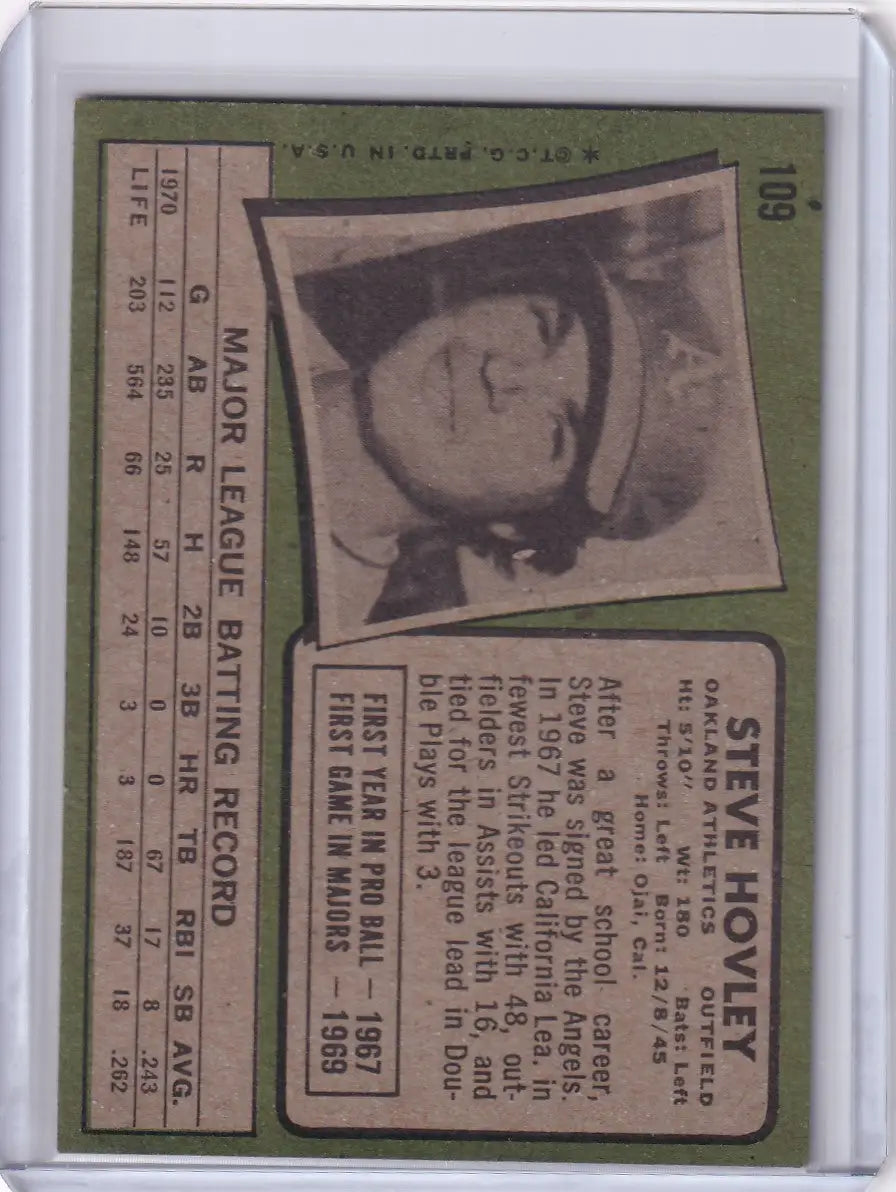 109
* ©T.C.G. PRTD. IN U.S.A.
A
STEVE HOVLEY
OAKLAND ATHLETICS OUTFIELD
Ht: 5'10" Wt: 180 Bats: Left
Throws: Left Born: 12/8/45
Home: Ojai, Cal.
After a great school career,
Steve was signed by the Angels.
In 1967 he led California Lea. in
fewest Strikeouts with 48, out-
fielders in Assists with 16, and
tied for the league lead in Dou-
ble Plays with 3.
FIRST YEAR IN PRO BALL — 1967
FIRST GAME IN MAJORS — 1969
MAJOR LEAGUE BATTING RECORD
G AB R H 2B 3B HR TB RBI SB AVG.
1970 112 235 25 57 10 0 0 67 17 8 .243
LIFE 203 564 66 148 24 3 3 187 37 18 .262